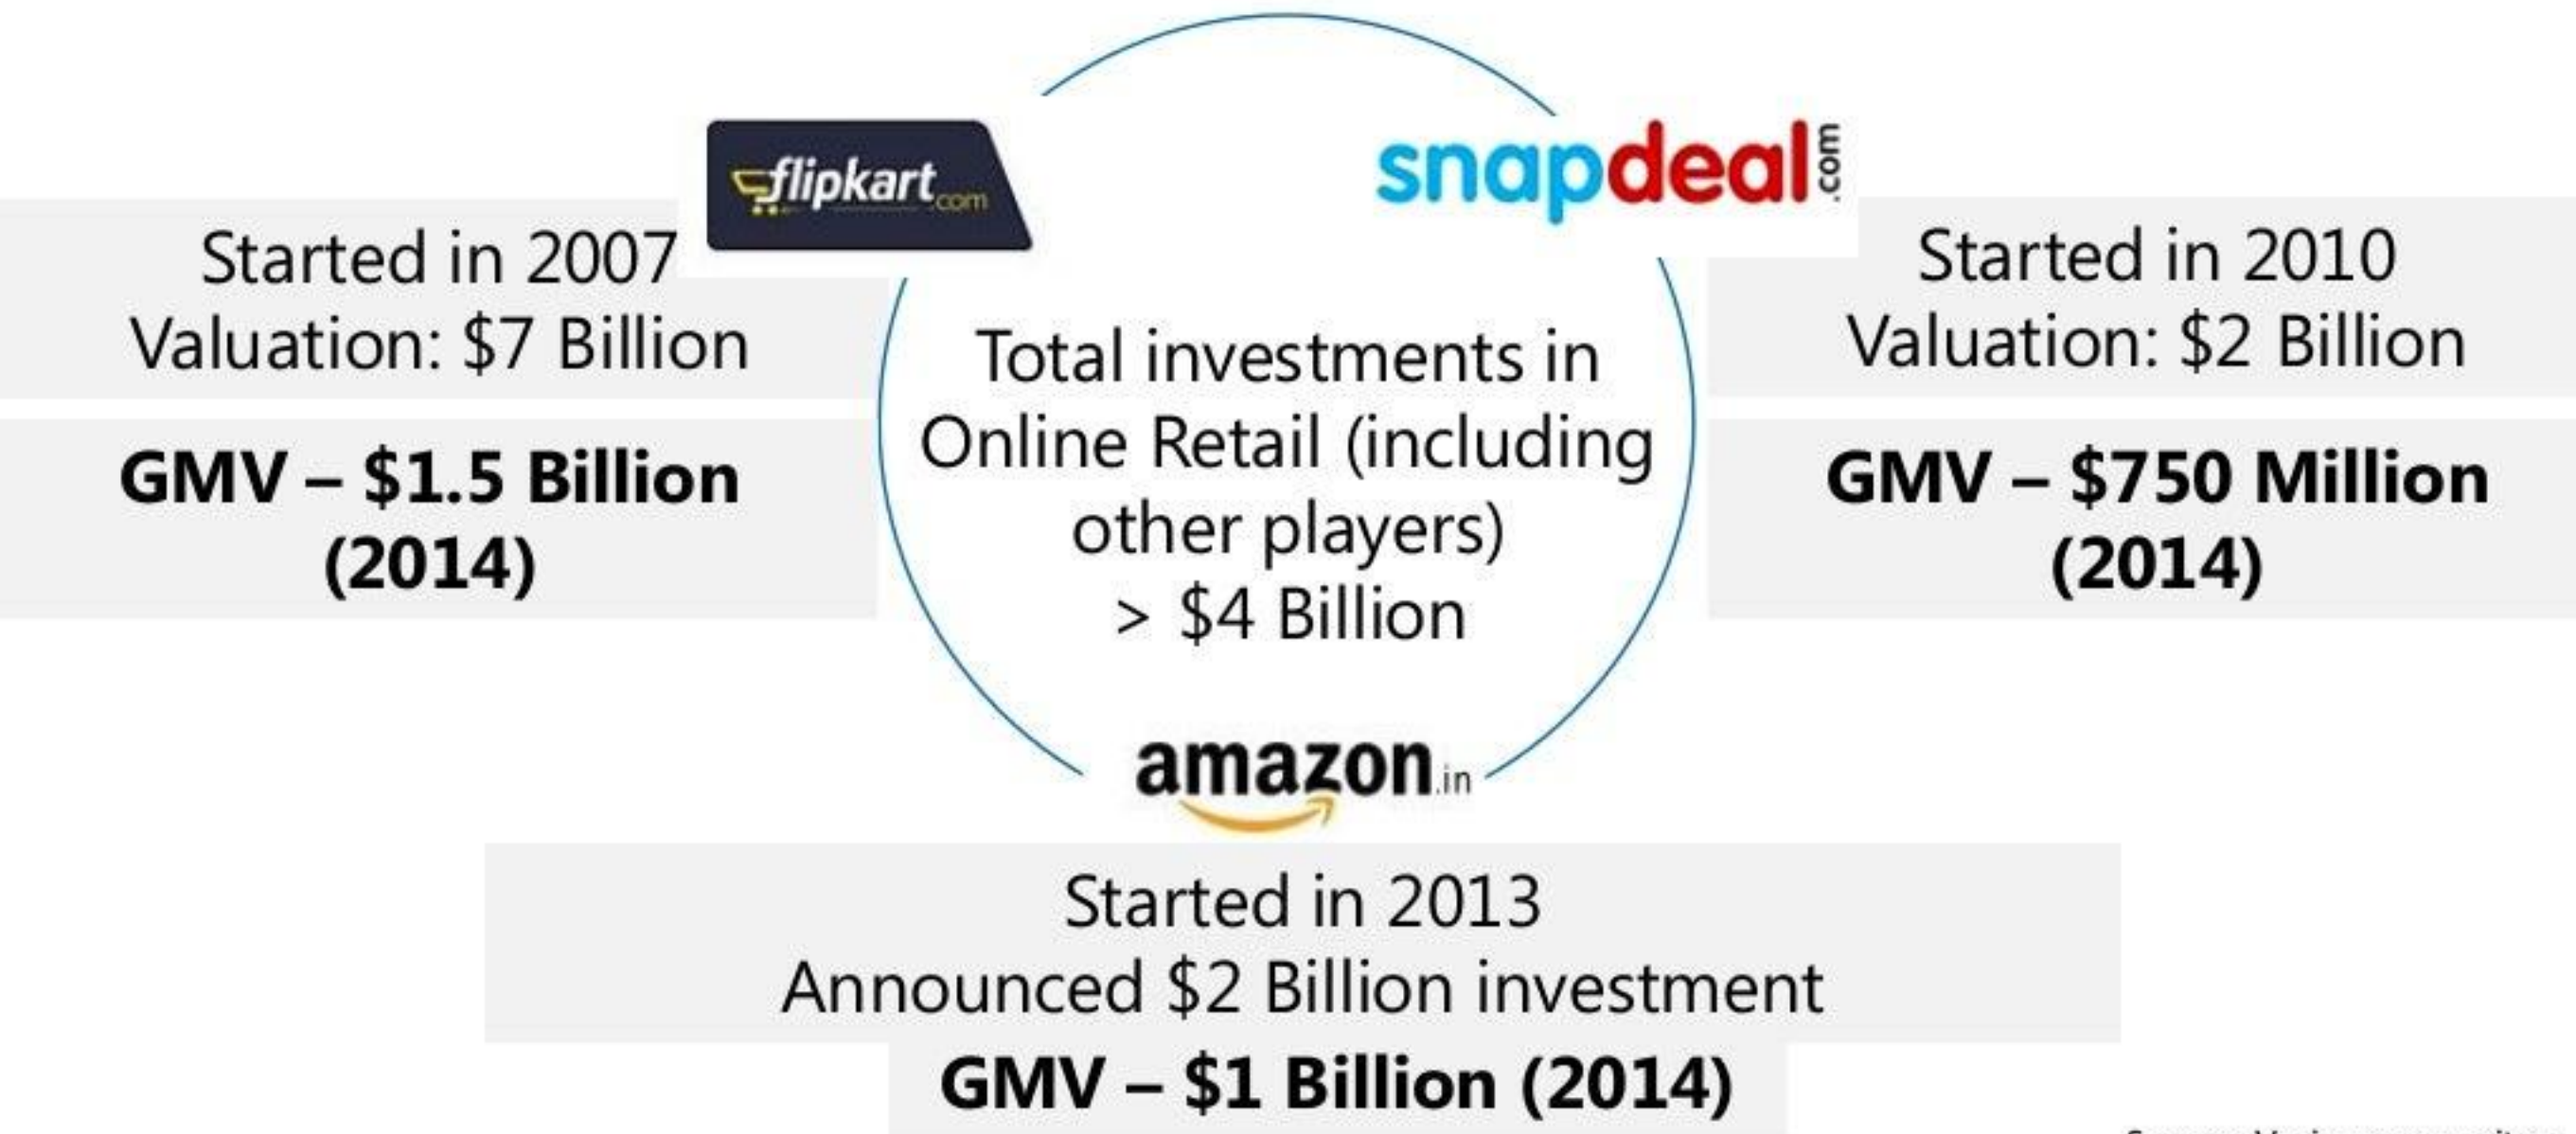 flipkart.com
Started in 2007
Valuation: $7 Billion
GMV – $1.5 Billion
(2014)
snapdeal.com
Started in 2010
Valuation: $2 Billion
GMV – $750 Million
(2014)
Total investments in
Online Retail (including
other players)
> $4 Billion
amazon.in
Started in 2013
Announced $2 Billion investment
GMV – $1 Billion (2014)